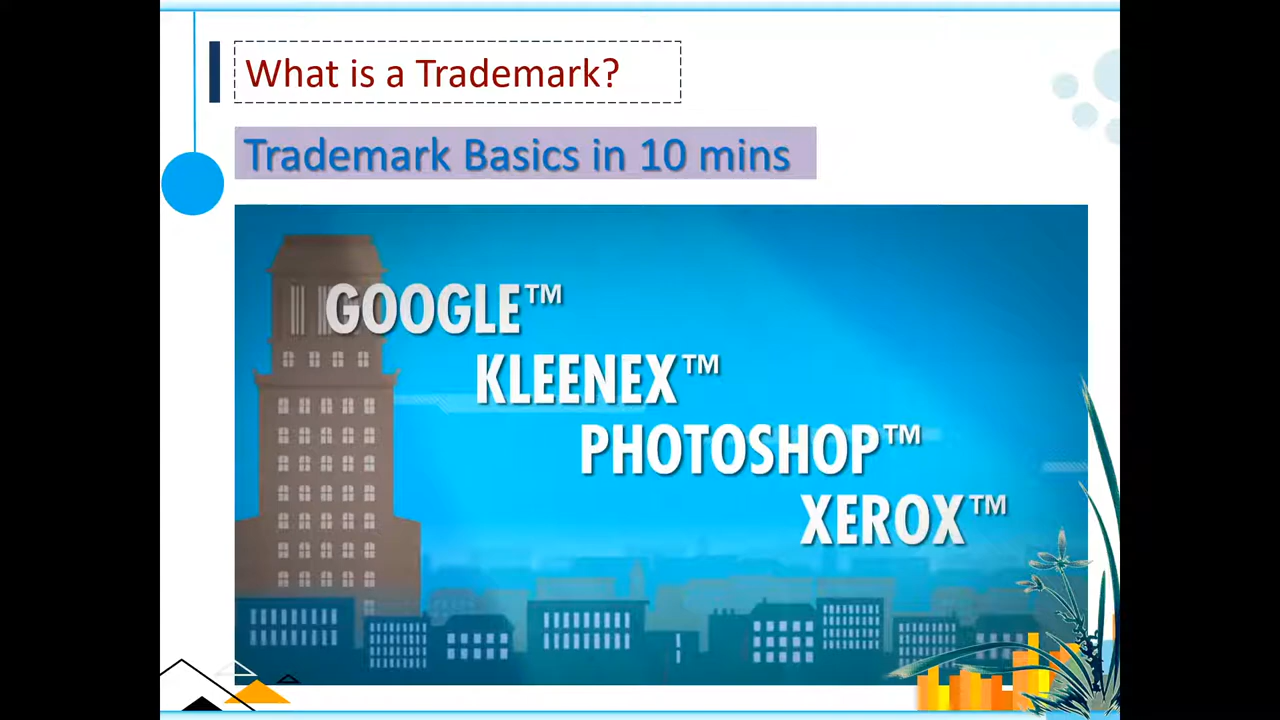 What is a Trademark?
Trademark Basics in 10 mins
GOOGLE™
KLEENEX™
PHOTOSHOP™
XEROX™